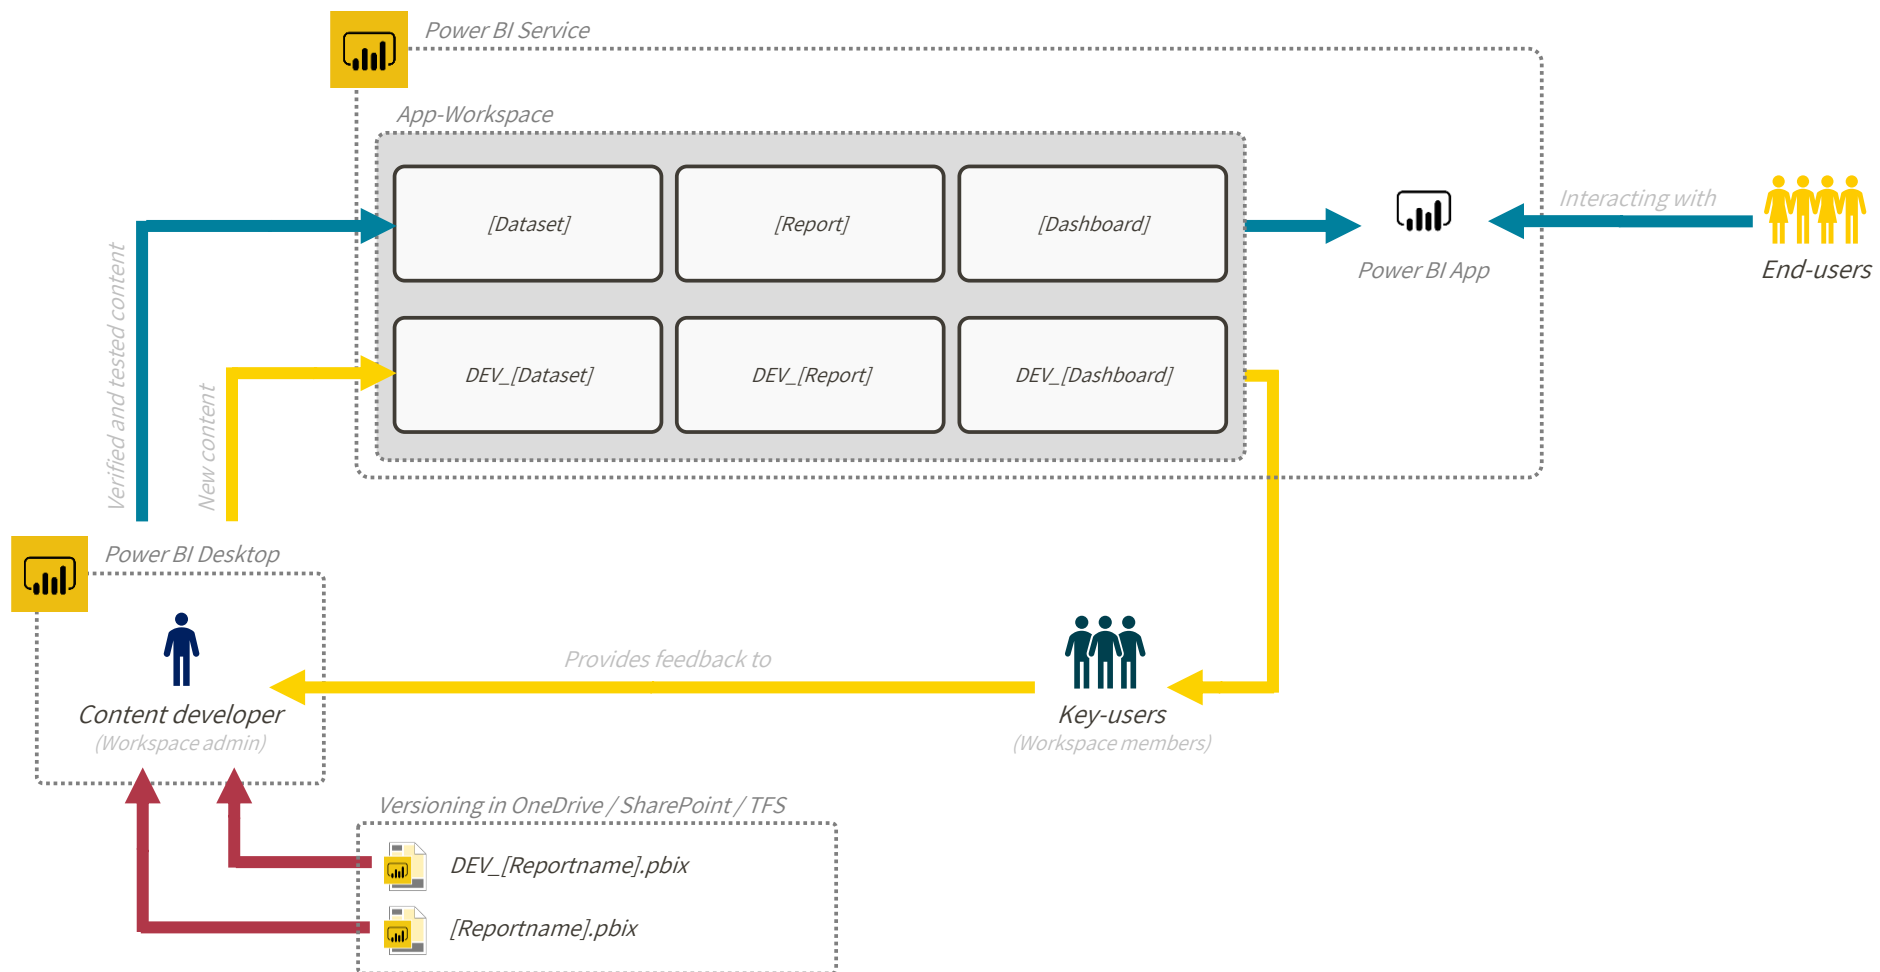 Power BI Service
App-Workspace
[Dataset]
[Report]
[Dashboard]
Interacting with
Power BI App
End-users
Verified and tested content
New content
DEV_[Dataset]
DEV_[Report]
DEV_[Dashboard]
Power BI Desktop
Content developer
(Workspace admin)
Provides feedback to
Key-users
(Workspace members)
Versioning in OneDrive / SharePoint / TFS
DEV_[Reportname].pbix
[Reportname].pbix